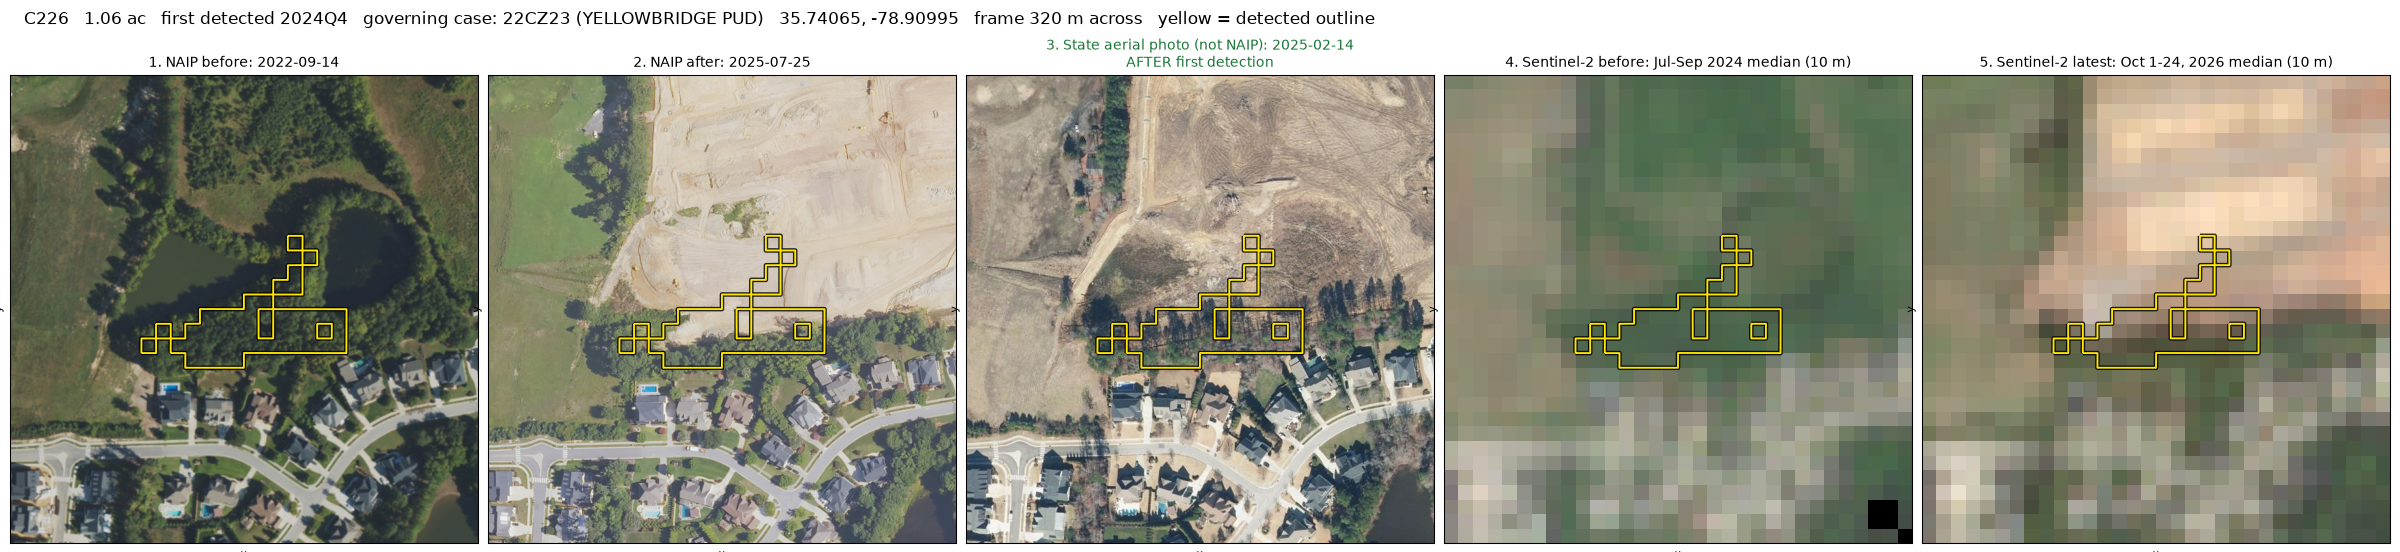 C226   1.06 ac   first detected 2024Q4   governing case: 22CZ23 (YELLOWBRIDGE PUD)   35.74065, -78.90995   frame 320 m across   yellow = detected outline
1. NAIP before: 2022-09-14
2. NAIP after: 2025-07-25
3. State aerial photo (not NAIP): 2025-02-14
AFTER first detection
4. Sentinel-2 before: Jul-Sep 2024 median (10 m)
5. Sentinel-2 latest: Oct 1-24, 2026 median (10 m)